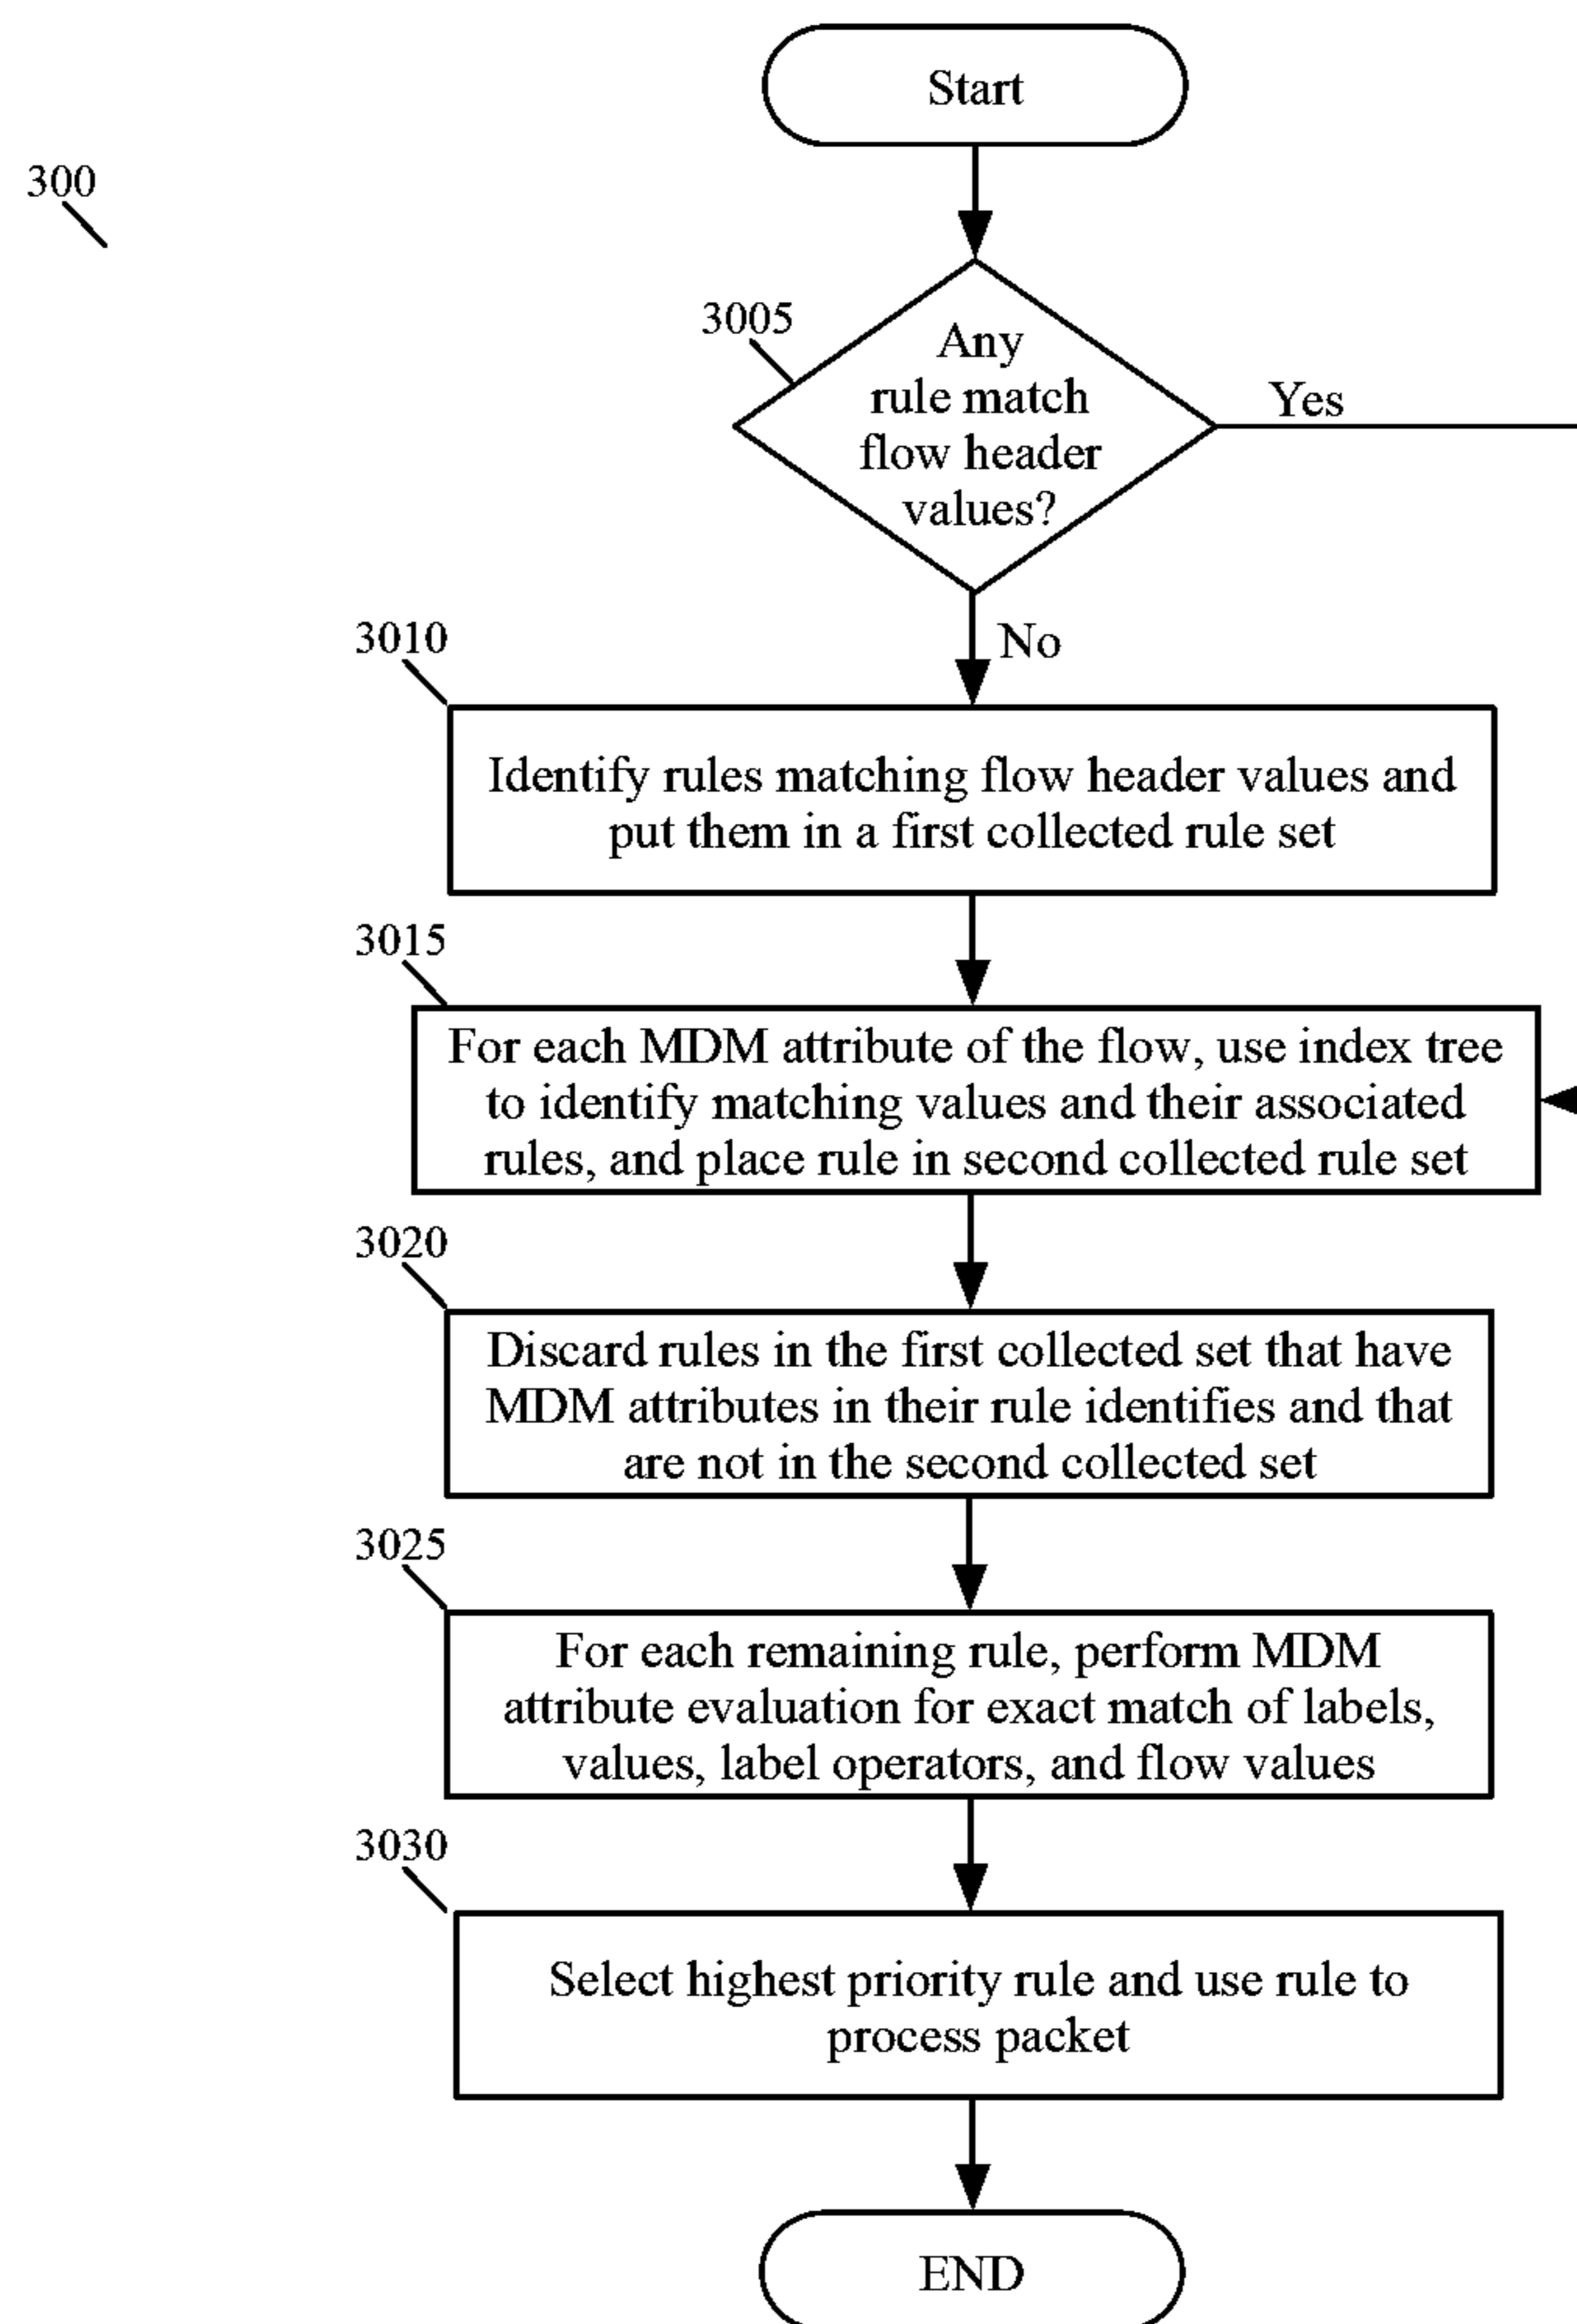 Start
300
3005
Any
rule match
flow header
values?
Yes
No
3010
Identify rules matching flow header values and
put them in a first collected rule set
3015
For each MDM attribute of the flow, use index tree
to identify matching values and their associated
rules, and place rule in second collected rule set
3020
Discard rules in the first collected set that have
MDM attributes in their rule identifies and that
are not in the second collected set
3025
For each remaining rule, perform MDM
attribute evaluation for exact match of labels,
values, label operators, and flow values
3030
Select highest priority rule and use rule to
process packet
END